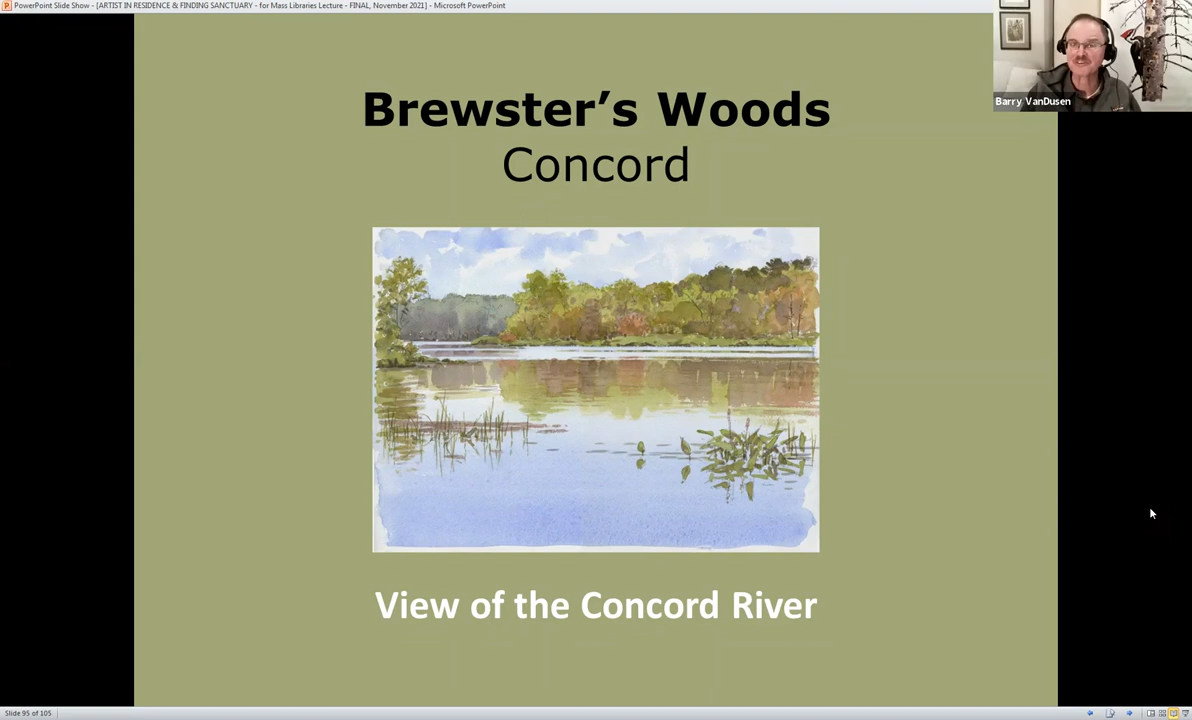 PowerPoint Slide Show - [ARTIST IN RESIDENCE & FINDING SANCTUARY - for Mass Libraries Lecture - FINAL, November 2021] - Microsoft PowerPoint
Barry VanDusen
Brewster’s Woods
Concord
View of the Concord River
Slide 95 of 105